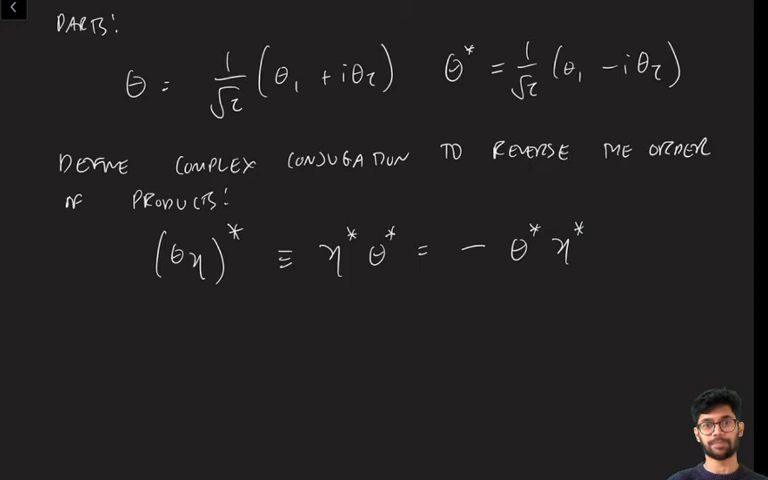 PARTS:
θ = 1/√2 (θ₁ + iθ₂)   θ* = 1/√2 (θ₁ - iθ₂)
DEFINE COMPLEX CONJUGATION TO REVERSE THE ORDER
OF PRODUCTS:
(θη)* ≡ η* θ* = - θ* η*